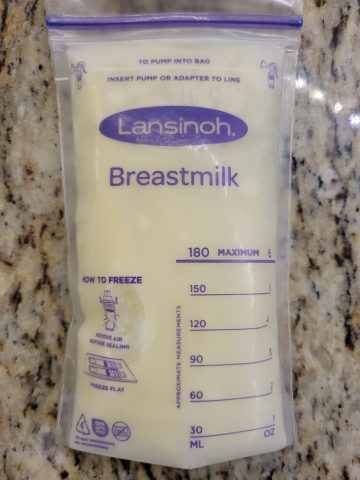 TO PUMP INTO BAG
INSERT PUMP OR ADAPTER TO LINE
Lansinoh®
Breastmilk
180 MAXIMUM 6
150 5
120 4
90 3
60 2
30 1
ML OZ
APPROXIMATE MEASUREMENTS
HOW TO FREEZE
REMOVE AIR
BEFORE SEALING
FREEZE FLAT